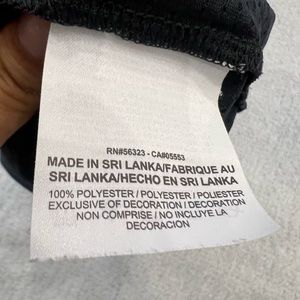 RN#56323 - CA#05553
MADE IN SRI LANKA/FABRIQUE AU
SRI LANKA/HECHO EN SRI LANKA
100% POLYESTER / POLYESTER / POLIESTER
EXCLUSIVE OF DECORATION / DECORATION
NON COMPRISE / NO INCLUYE LA
DECORACION